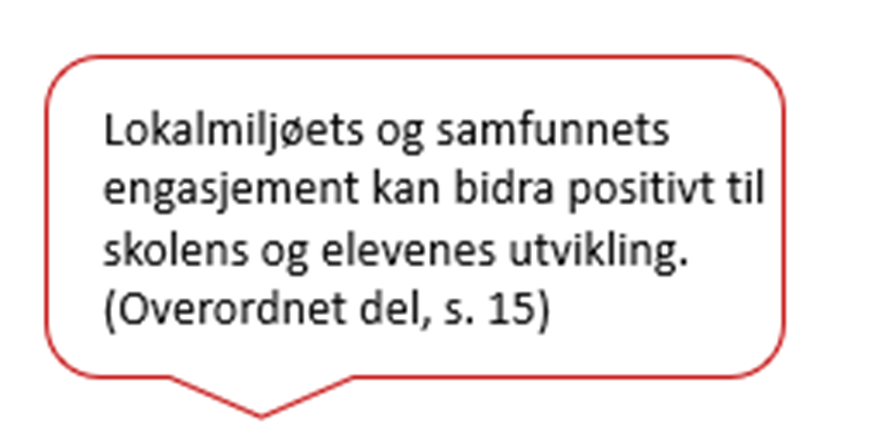 Lokalmiljøets og samfunnets
engasjement kan bidra positivt til
skolens og elevenes utvikling.
(Overordnet del, s. 15)